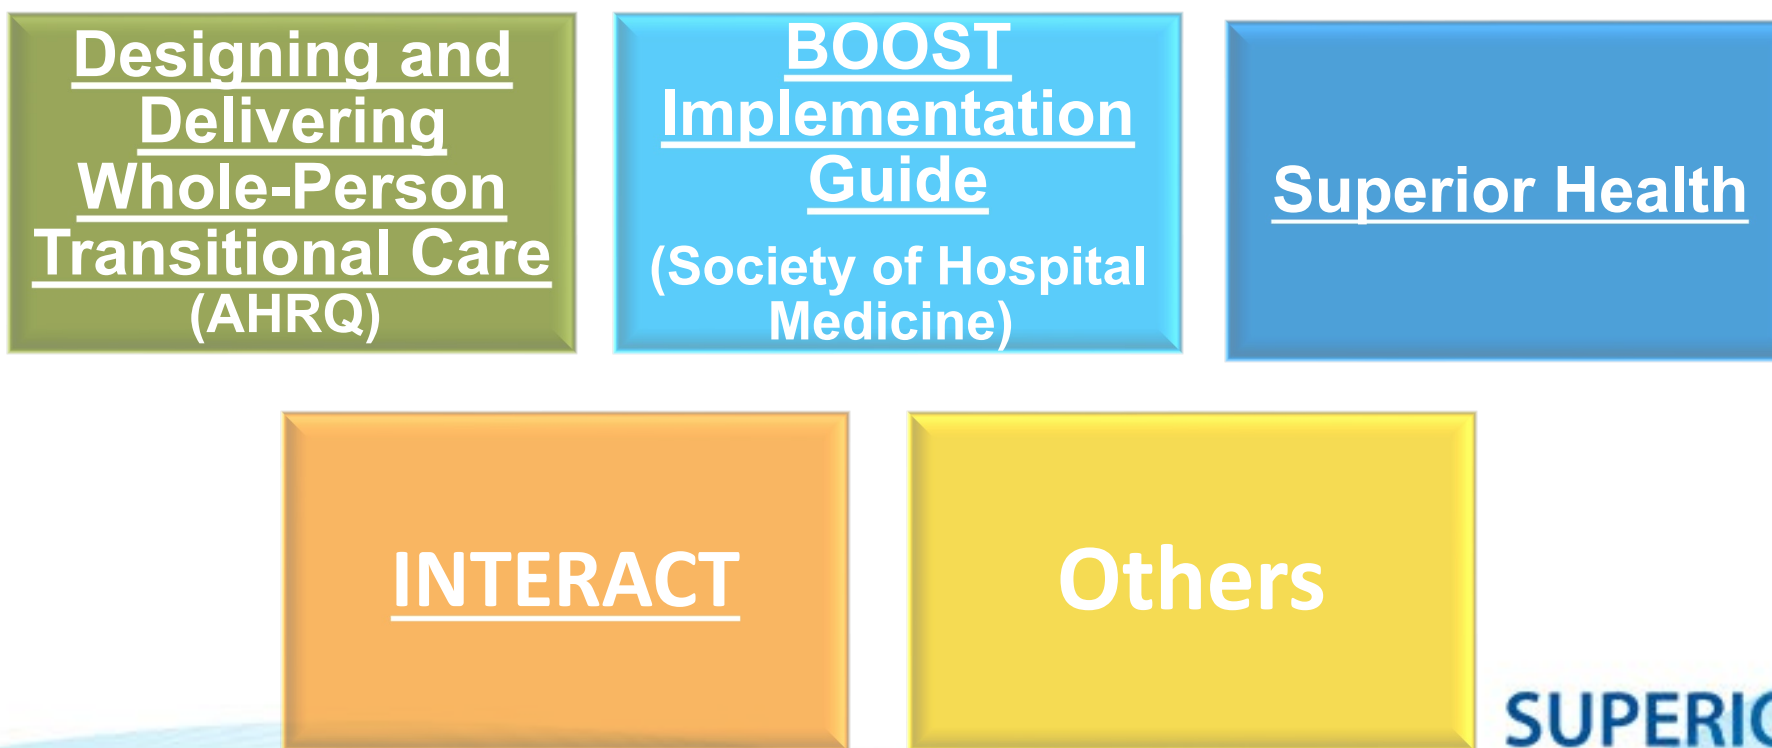 Designing and
Delivering
Whole-Person
Transitional Care
(AHRQ)
BOOST
Implementation
Guide
(Society of Hospital
Medicine)
Superior Health
INTERACT
Others
SUPERIO